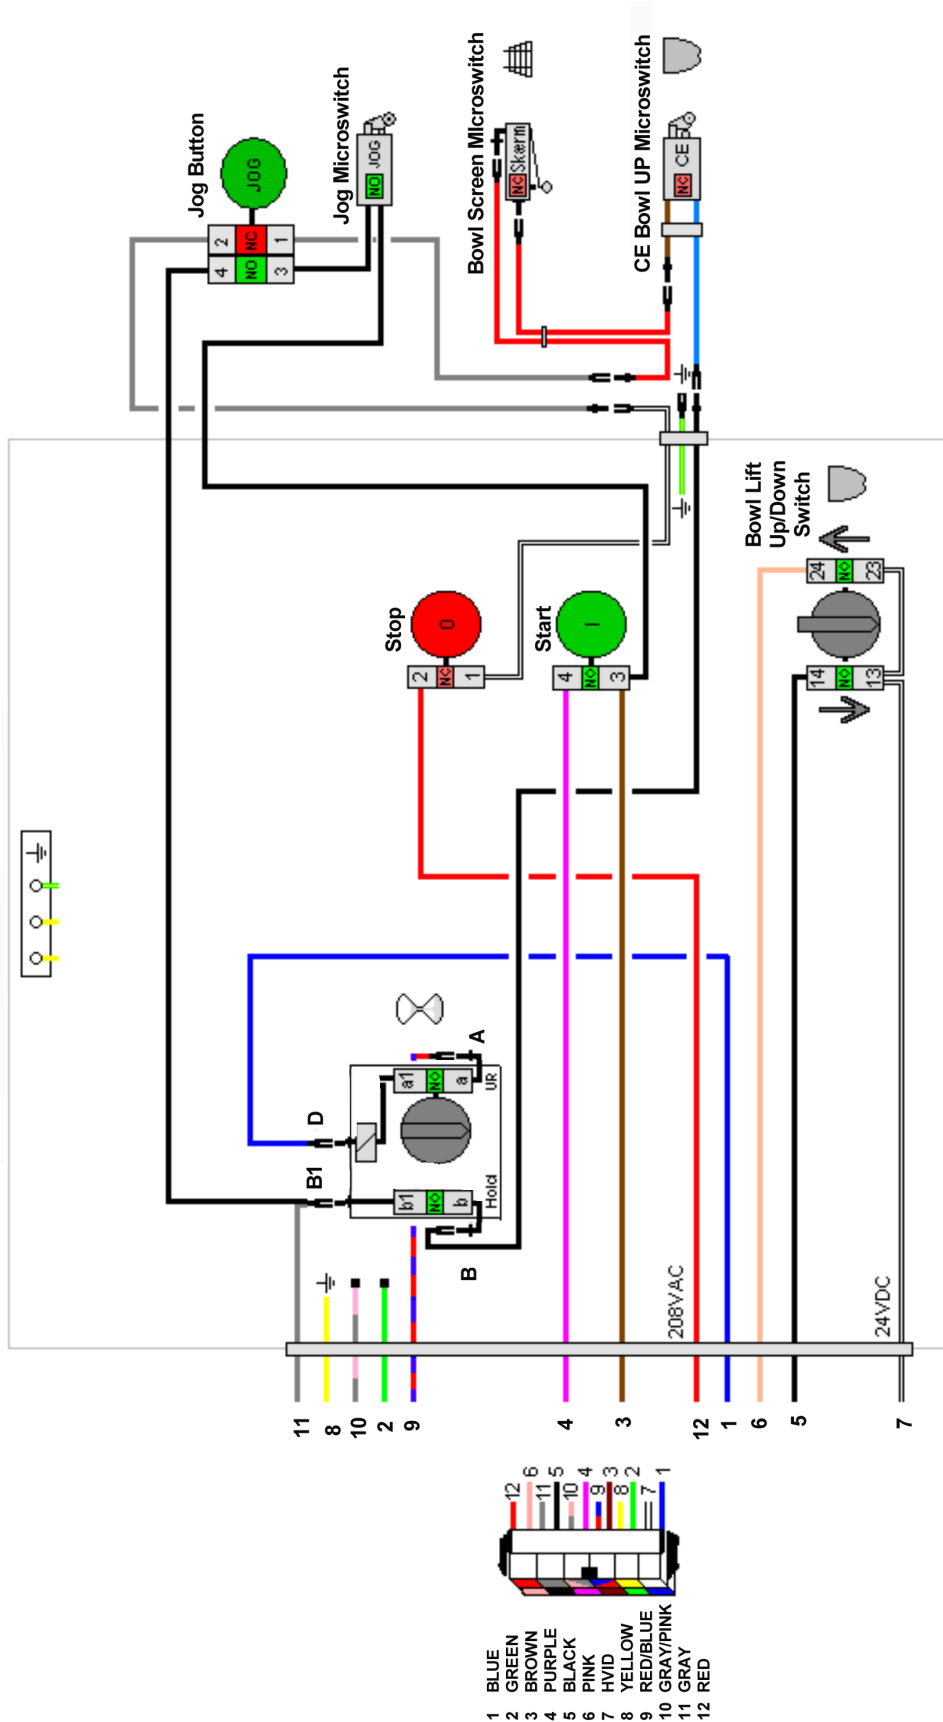 Jog Button
JOG
2 NC 1
4 NO 3
Jog Microswitch
NO JOG
Bowl Screen MIcroswitch
NC Skærm
CE Bowl UP Microswitch
NC CE
Stop
0
2 NC 1
Start
I
4 NO 3
Bowl Lift
Up/Down
Switch
24 NO 23
14 NO 13
A
a1 NO a
UR
D
B1
b1 NO b
Hold
B
208VAC
24VDC
11
8
10
2
9
4
3
12
1
6
5
7
12
6
11
5
10
4
9
3
8
2
7
1
1 BLUE
2 GREEN
3 BROWN
4 PURPLE
5 BLACK
6 PINK
7 HVID
8 YELLOW
9 RED/BLUE
10 GRAY/PINK
11 GRAY
12 RED